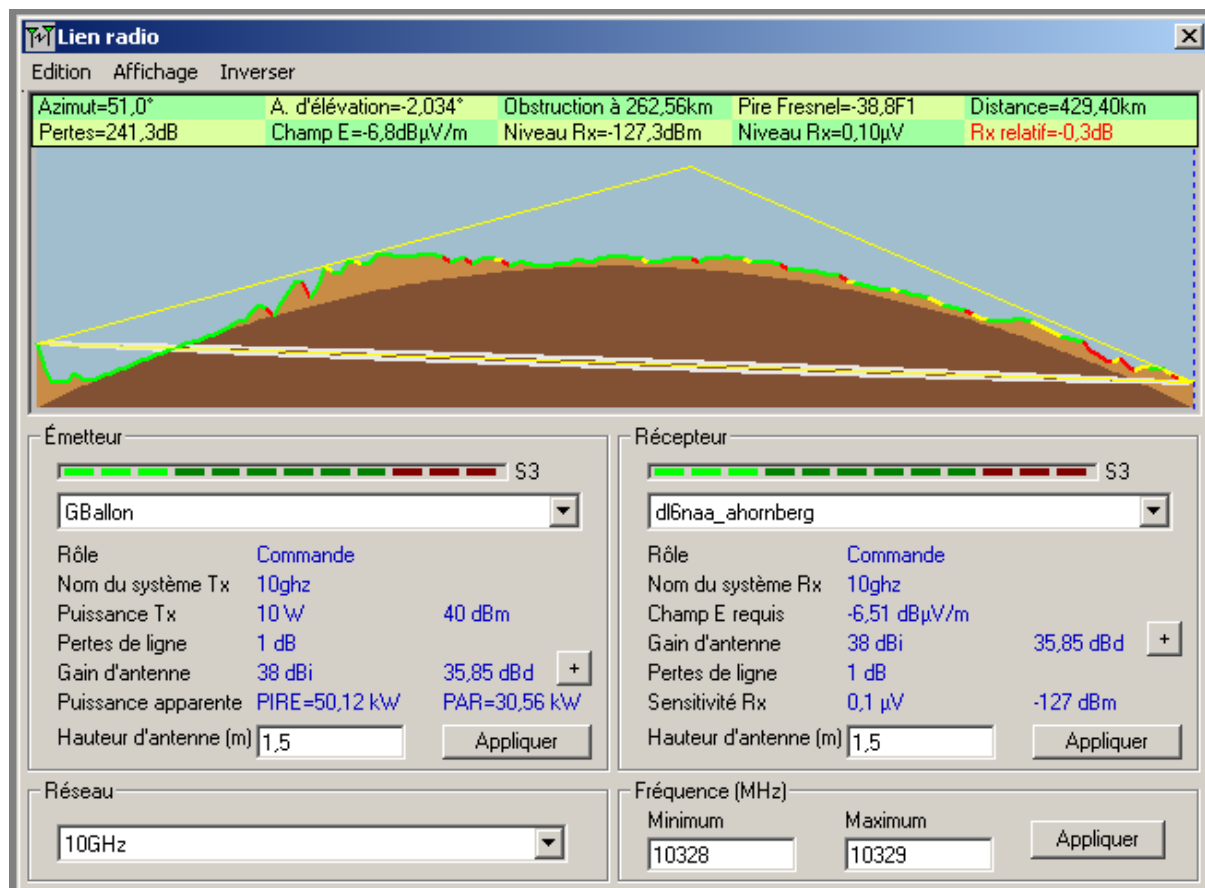 Lien radio
Edition Affichage Inverser
Azimut=51,0° A. d'élévation=-2,034° Obstruction à 262,56km Pire Fresnel=-38,8F1 Distance=429,40km
Pertes=241,3dB Champ E=-6,8dBµV/m Niveau Rx=-127,3dBm Niveau Rx=0,10µV Rx relatif=-0,3dB
Émetteur
S3
GBallon
Rôle Commande
Nom du système Tx 10ghz
Puissance Tx 10 W 40 dBm
Pertes de ligne 1 dB
Gain d'antenne 38 dBi 35,85 dBd +
Puissance apparente PIRE=50,12 kW PAR=30,56 kW
Hauteur d'antenne (m) 1,5 Appliquer
Récepteur
S3
dl6naa_ahornberg
Rôle Commande
Nom du système Rx 10ghz
Champ E requis -6,51 dBµV/m
Gain d'antenne 38 dBi 35,85 dBd +
Pertes de ligne 1 dB
Sensitivité Rx 0,1 µV -127 dBm
Hauteur d'antenne (m) 1,5 Appliquer
Réseau
10GHz
Fréquence (MHz)
Minimum Maximum
10328 10329 Appliquer